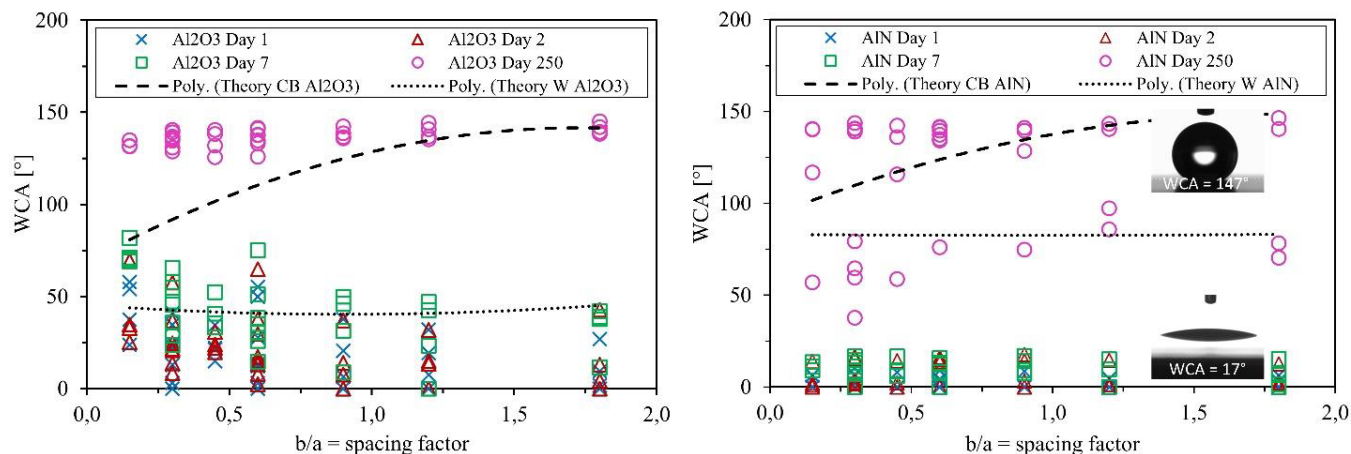 200
150
100
50
0
WCA [°]
Al2O3 Day 1
Al2O3 Day 2
Al2O3 Day 7
Al2O3 Day 250
Poly. (Theory CB Al2O3)
Poly. (Theory W Al2O3)
0,0 0,5 1,0 1,5 2,0
b/a = spacing factor
200
150
100
50
0
WCA [°]
AlN Day 1
AlN Day 2
AlN Day 7
AlN Day 250
Poly. (Theory CB AlN)
Poly. (Theory W AlN)
WCA = 147°
WCA = 17°
0,0 0,5 1,0 1,5 2,0
b/a = spacing factor